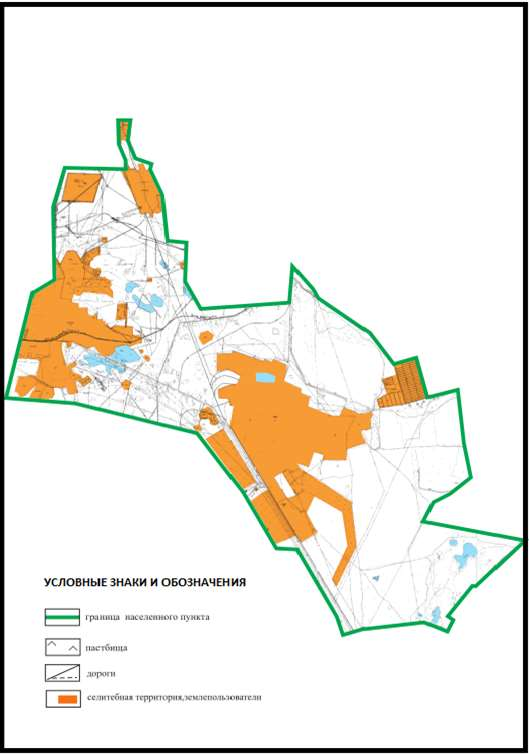 УСЛОВНЫЕ ЗНАКИ И ОБОЗНАЧЕНИЯ
граница населенного пункта
пастбища
дороги
селитебная территория,землепользователи